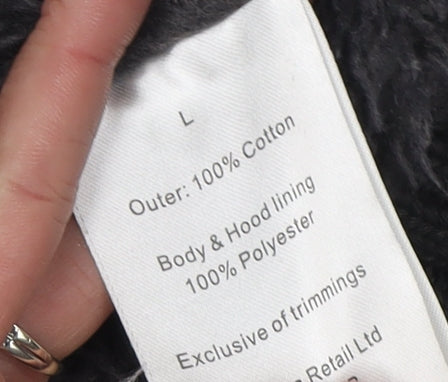 L
Outer: 100% Cotton
Body & Hood lining
100% Polyester
Exclusive of trimmings
Retail Ltd